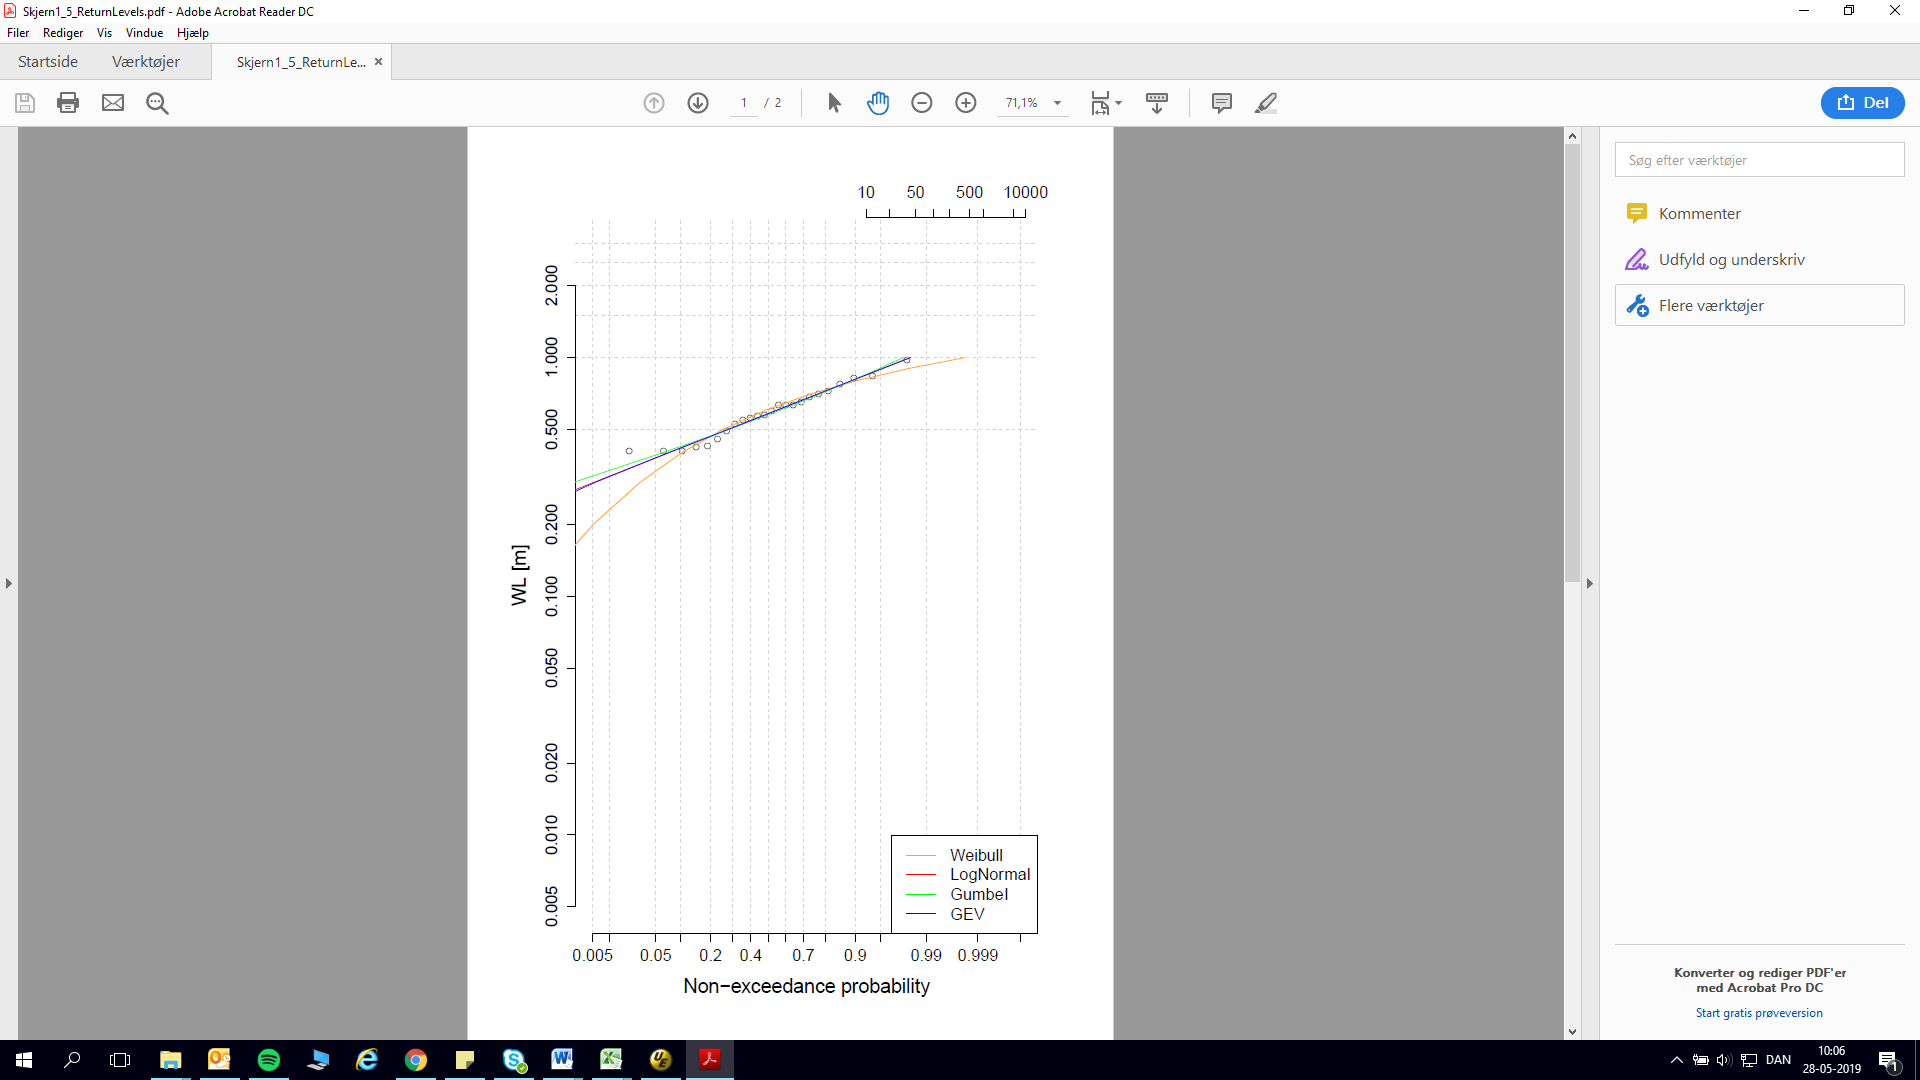 Skjern1_5_ReturnLevels.pdf - Adobe Acrobat Reader DC
Filer Rediger Vis Vindue Hjælp
Startside Værktøjer Skjern1_5_ReturnLe... ×
1 / 2 71,1% Del
Søg efter værktøjer
Kommenter
Udfyld og underskriv
Flere værktøjer
10 50 500 10000
2.000
1.000
0.500
0.200
0.100
0.050
0.020
0.010
0.005
WL [m]
Weibull
LogNormal
Gumbel
GEV
0.005 0.05 0.2 0.4 0.7 0.9 0.99 0.999
Non−exceedance probability
Konverter og rediger PDF'er
med Acrobat Pro DC
Start gratis prøveversion
DAN
10:06
28-05-2019
1